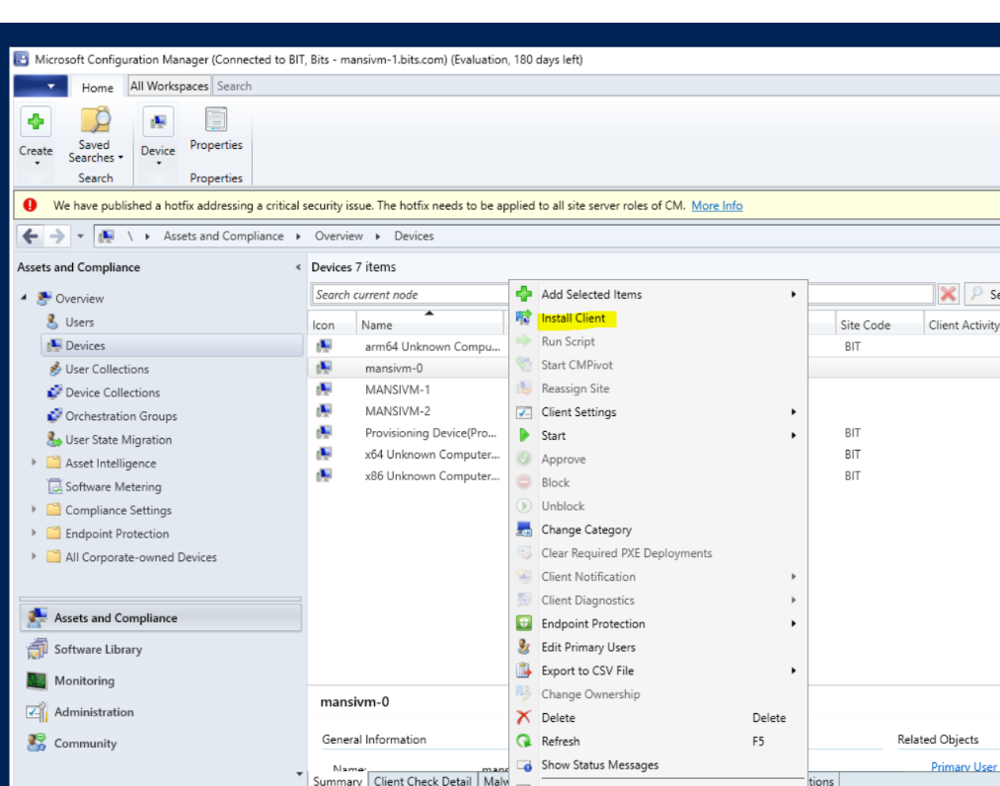 Microsoft Configuration Manager (Connected to BIT, Bits - mansivm-1.bits.com) (Evaluation, 180 days left)
Home All Workspaces Search
Create Saved Searches Device Properties
Search Properties
We have published a hotfix addressing a critical security issue. The hotfix needs to be applied to all site server roles of CM. More Info
\ Assets and Compliance Overview Devices
Assets and Compliance
Overview
Users
Devices
User Collections
Device Collections
Orchestration Groups
User State Migration
Asset Intelligence
Software Metering
Compliance Settings
Endpoint Protection
All Corporate-owned Devices
Assets and Compliance
Software Library
Monitoring
Administration
Community
Devices 7 items
Search current node
Icon Name Site Code Client Activity
arm64 Unknown Compu... BIT
mansivm-0
MANSIVM-1
MANSIVM-2
Provisioning Device(Pro... BIT
x64 Unknown Computer... BIT
x86 Unknown Computer... BIT
Add Selected Items
Install Client
Run Script
Start CMPivot
Reassign Site
Client Settings
Start
Approve
Block
Unblock
Change Category
Clear Required PXE Deployments
Client Notification
Client Diagnostics
Endpoint Protection
Edit Primary Users
Export to CSV File
Change Ownership
Delete Delete
Refresh F5
Show Status Messages
mansivm-0
General Information Related Objects
Name: Primary User
Summary Client Check Detail